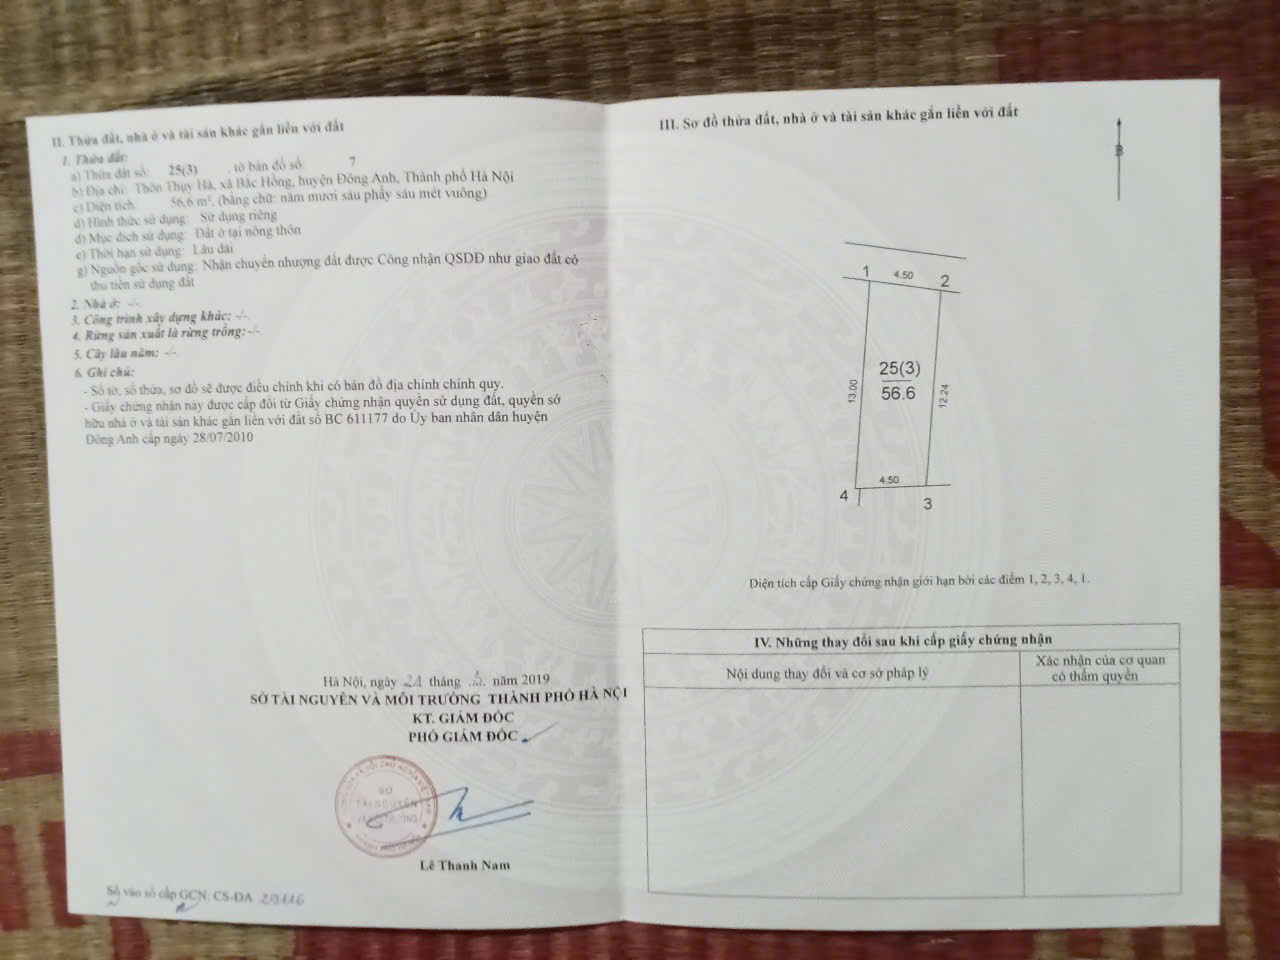 II. Thửa đất, nhà ở và tài sản khác gắn liền với đất
1. Thửa đất:
a) Thửa đất số: 25(3) , tờ bản đồ số: 7
b) Địa chỉ: Thôn Thụy Hà, xã Bắc Hồng, huyện Đông Anh, Thành phố Hà Nội
c) Diện tích: 56,6 m², (bằng chữ: năm mươi sáu phẩy sáu mét vuông)
d) Hình thức sử dụng: Sử dụng riêng
đ) Mục đích sử dụng: Đất ở tại nông thôn
e) Thời hạn sử dụng: Lâu dài
g) Nguồn gốc sử dụng: Nhận chuyển nhượng đất được Công nhận QSDĐ như giao đất có
thu tiền sử dụng đất
2. Nhà ở: -/-
3. Công trình xây dựng khác: -/-
4. Rừng sản xuất là rừng trồng: -/-
5. Cây lâu năm: -/-
6. Ghi chú:
- Số tờ, số thửa, sơ đồ sẽ được điều chỉnh khi có bản đồ địa chính chính quy.
- Giấy chứng nhận này được cấp đổi từ Giấy chứng nhận quyền sử dụng đất, quyền sở
hữu nhà ở và tài sản khác gắn liền với đất số BC 611177 do Ủy ban nhân dân huyện
Đông Anh cấp ngày 28/07/2010
Hà Nội, ngày 21 tháng năm 2019
SỞ TÀI NGUYÊN VÀ MÔI TRƯỜNG THÀNH PHỐ HÀ NỘI
KT. GIÁM ĐỐC
PHÓ GIÁM ĐỐC
SỞ
TÀI NGUYÊN
VÀ MÔI TRƯỜNG
Lê Thanh Nam
Số vào sổ cấp GCN: CS-ĐA
III. Sơ đồ thửa đất, nhà ở và tài sản khác gắn liền với đất
B
1 4.50 2
13.00
25(3)
56.6
12.24
4 4.50 3
Diện tích cấp Giấy chứng nhận giới hạn bởi các điểm 1, 2, 3, 4, 1.
IV. Những thay đổi sau khi cấp giấy chứng nhận
Nội dung thay đổi và cơ sở pháp lý
Xác nhận của cơ quan
có thẩm quyền